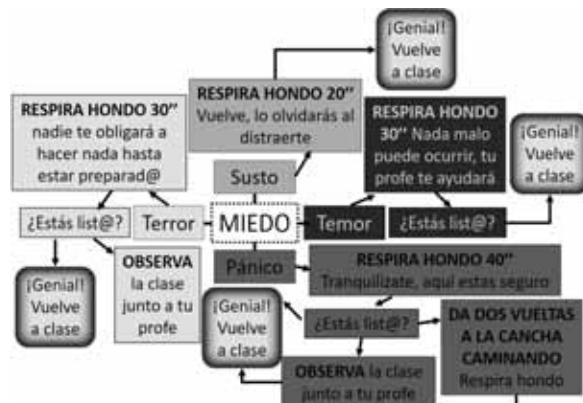 ¡Genial!
Vuelve
a clase
RESPIRA HONDO 30’’
nadie te obligará a
hacer nada hasta
estar preparad@
RESPIRA HONDO 20’’
Vuelve, lo olvidarás al
distraerte
RESPIRA HONDO
30’’ Nada malo
puede ocurrir, tu
profe te ayudará
¡Genial!
Vuelve
a clase
Susto
¿Estás list@?
Terror
MIEDO
Temor
¿Estás list@?
Pánico
RESPIRA HONDO 40’’
Tranquilízate, aquí estas seguro
¡Genial!
Vuelve
a clase
OBSERVA
la clase
junto a tu
profe
¡Genial!
Vuelve
a clase
¿Estás list@?
DA DOS VUELTAS
A LA CANCHA
CAMINANDO
Respira hondo
OBSERVA la clase
junto a tu profe